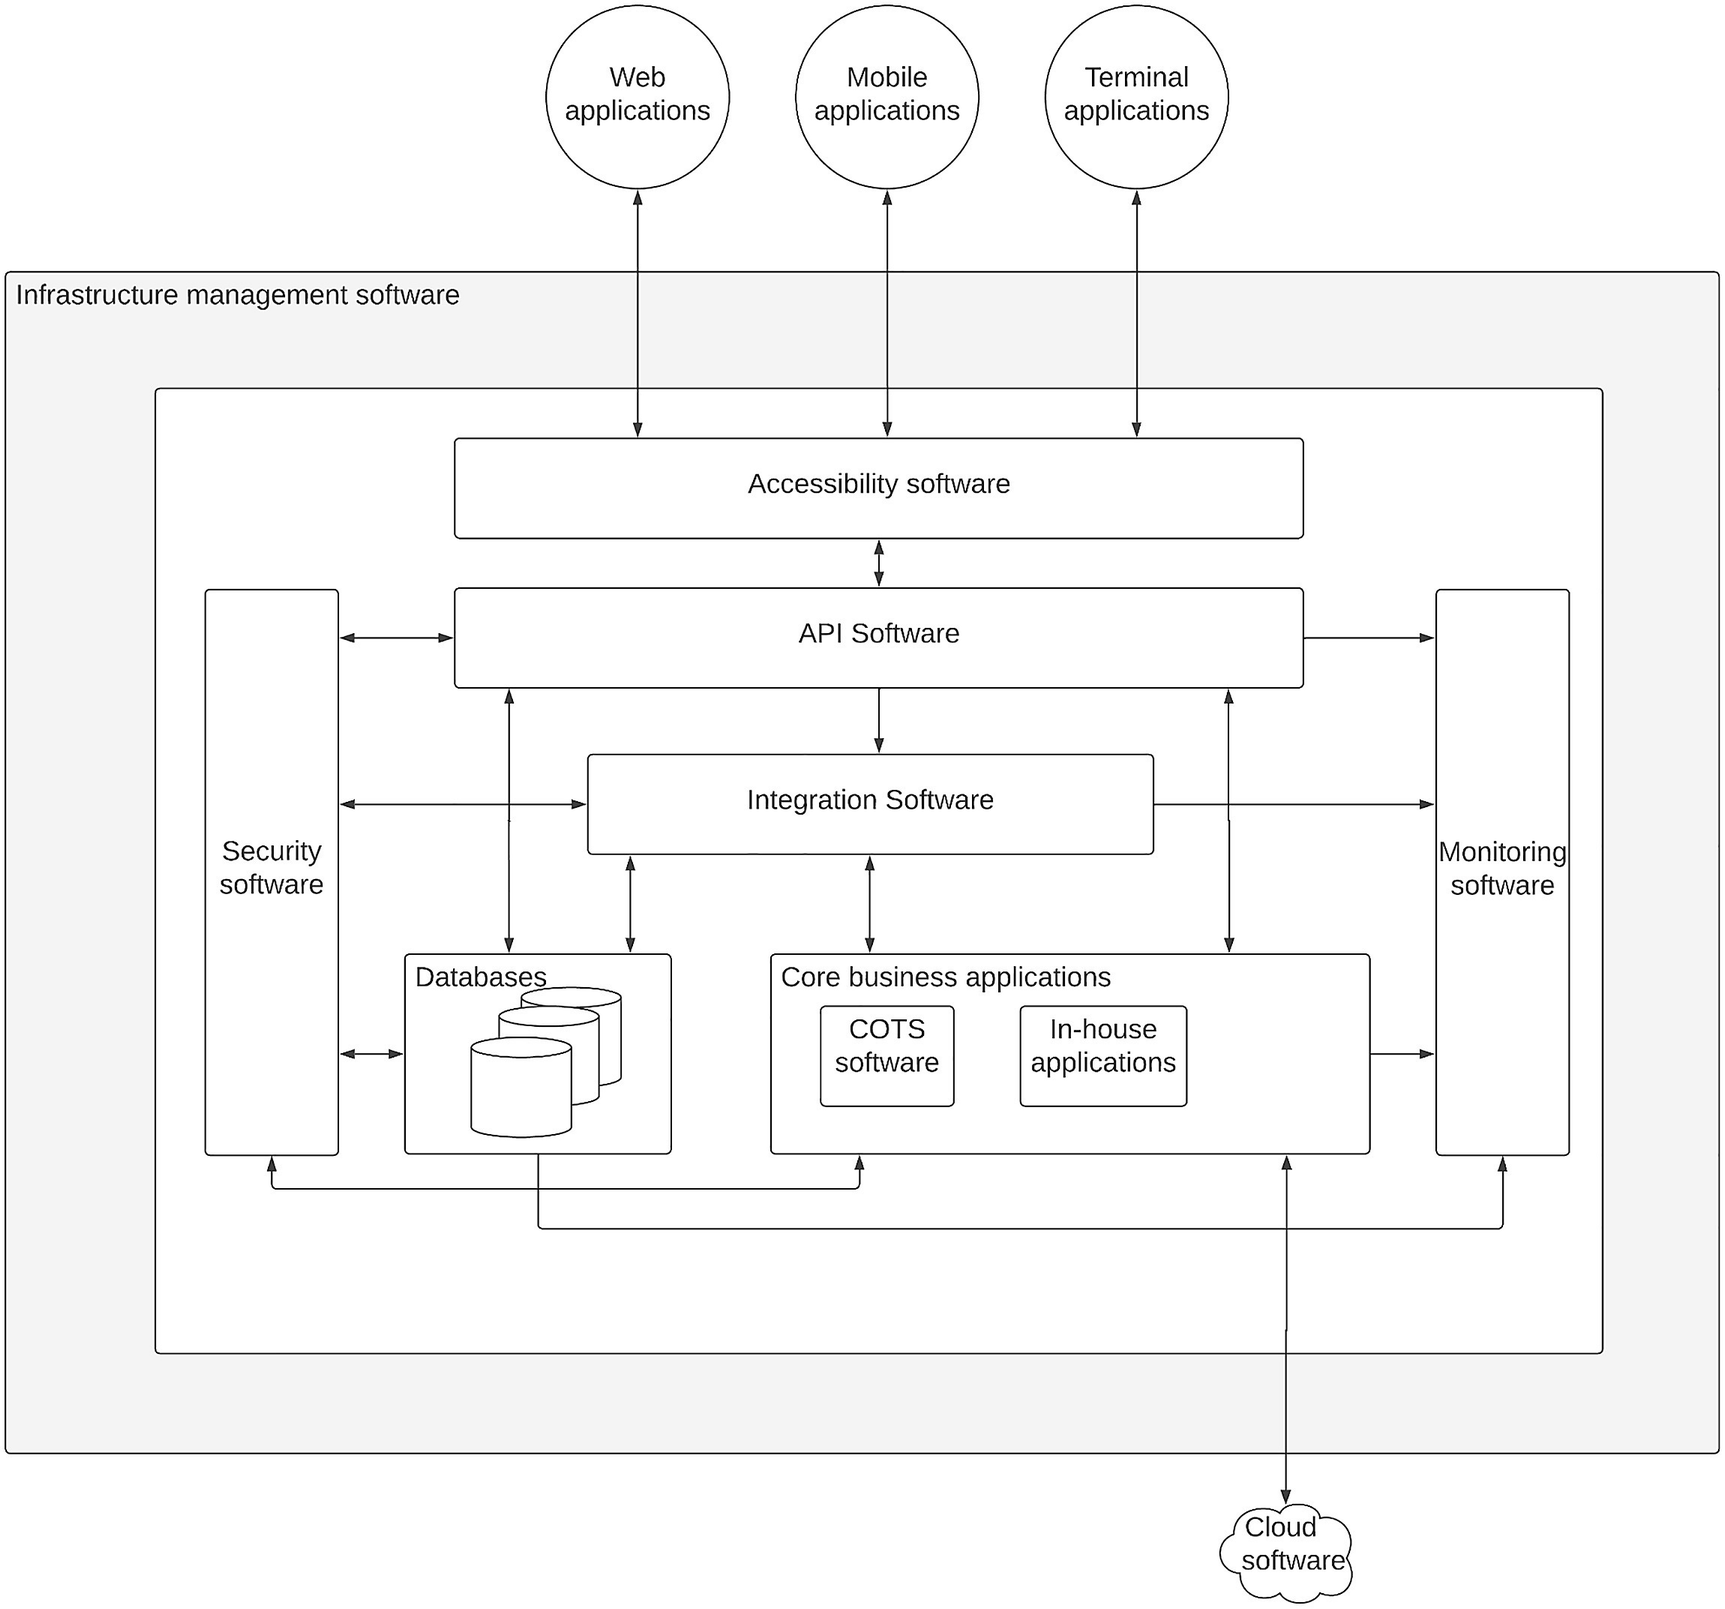 Web
applications
Mobile
applications
Terminal
applications
Infrastructure management software
Accessibility software
API Software
Integration Software
Security
software
Monitoring
software
Databases
Core business applications
COTS
software
In-house
applications
Cloud
software